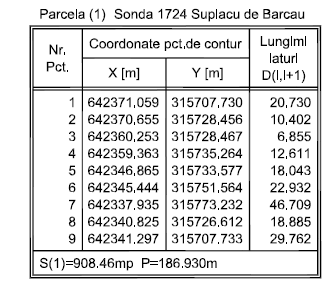 Parcela (1) Sonda 1724 Suplacu de Barcau
Nr. Pct. Coordonate pct.de contur Lungimi laturi D(i,i+1)
X [m] Y [m]
1 642371,059 315707,730 20,730
2 642370,655 315728,456 10,402
3 642360,253 315728,467 6,855
4 642359,363 315735,264 12,611
5 642346,865 315733,577 18,043
6 642345,444 315751,564 22,932
7 642337,935 315773,232 46,709
8 642340,825 315726,612 18,885
9 642341,297 315707,733 29,762
S(1)=908.46mp P=186.930m